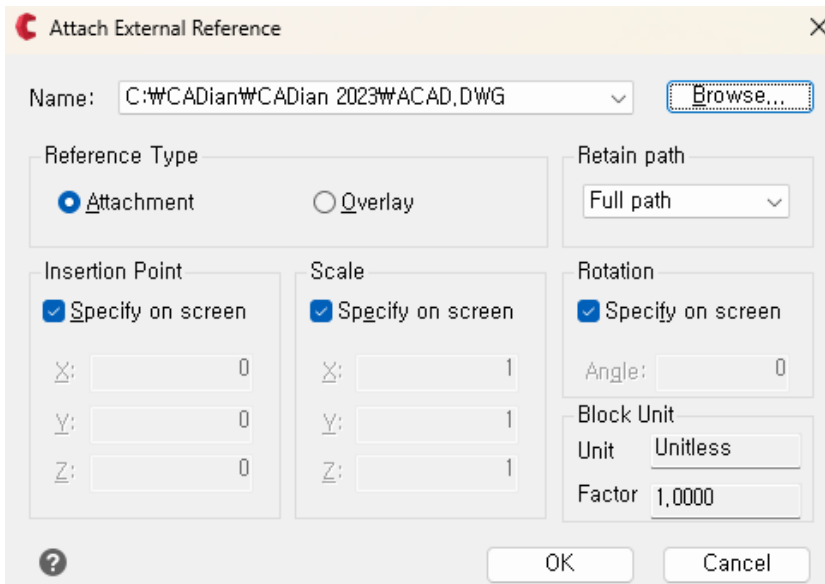 Attach External Reference
Name: C:₩CADian₩CADian 2023₩ACAD.DWG Browse...
Reference Type
Attachment Overlay
Retain path
Full path
Insertion Point
Specify on screen
X: 0
Y: 0
Z: 0
Scale
Specify on screen
X: 1
Y: 1
Z: 1
Rotation
Specify on screen
Angle: 0
Block Unit
Unit Unitless
Factor 1.0000
? OK Cancel